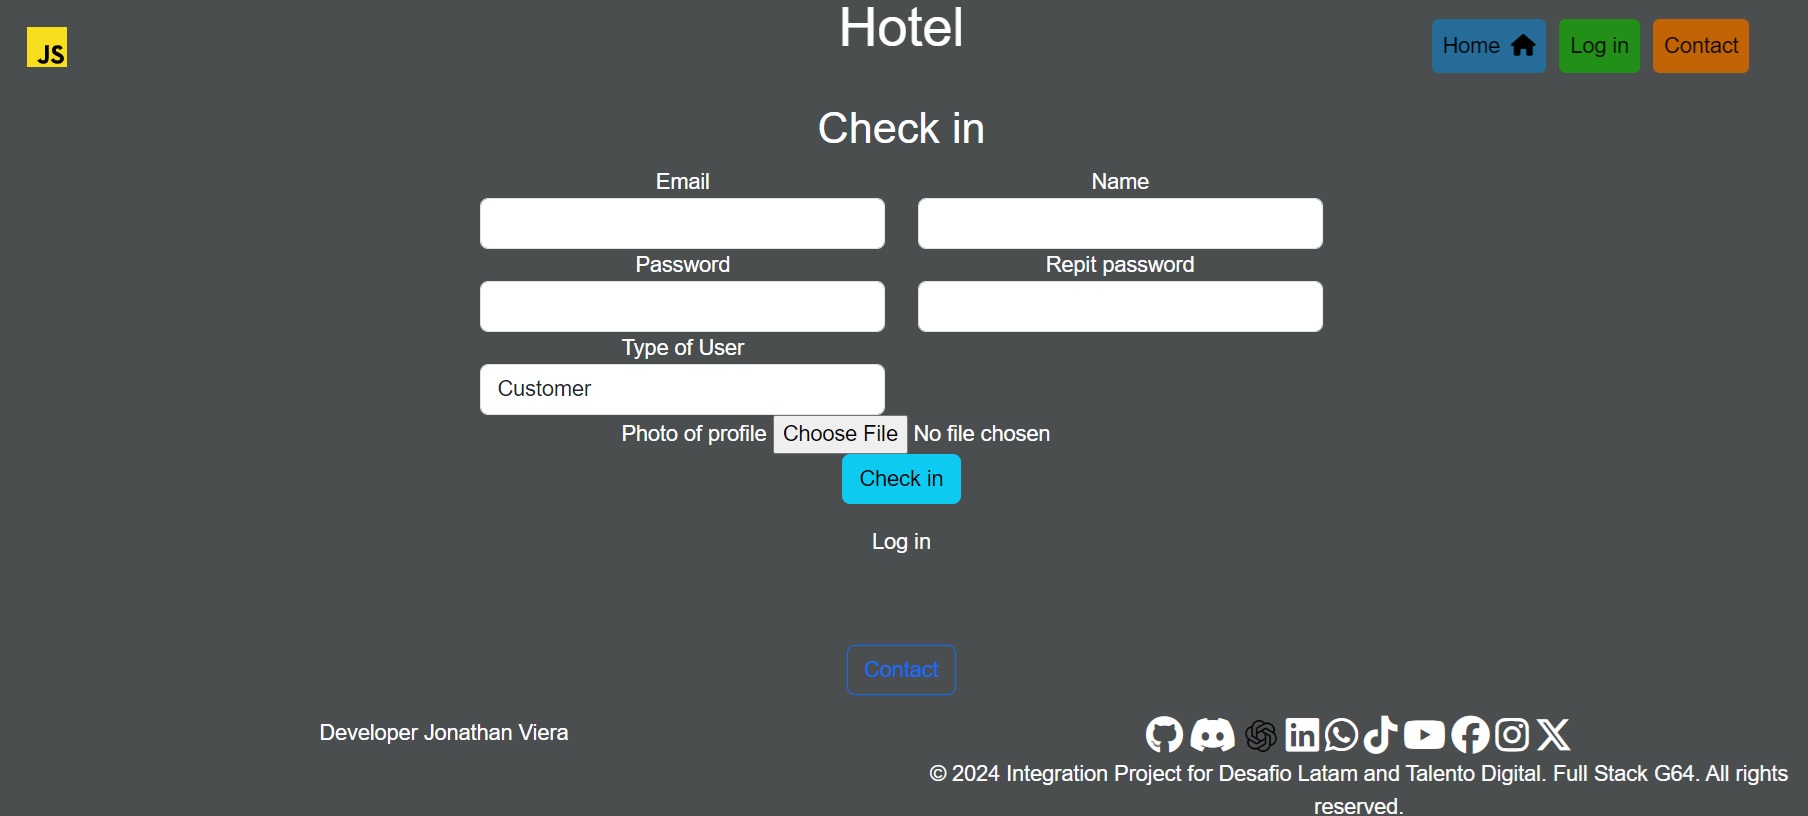 JS
Hotel
Home
Log in
Contact
Check in
Email
Name
Password
Repit password
Type of User
Customer
Photo of profile Choose File No file chosen
Check in
Log in
Contact
Developer Jonathan Viera
© 2024 Integration Project for Desafio Latam and Talento Digital. Full Stack G64. All rights
reserved.